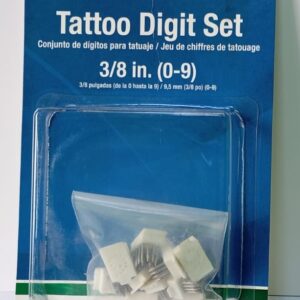 Tattoo Digit Set
Conjunto de dígitos para tatuaje / Jeu de chiffres de tatouage
3/8 in. (0-9)
3/8 pulgadas (de la 0 hasta la 9) / 9,5 mm (3/8 po) (0-9)